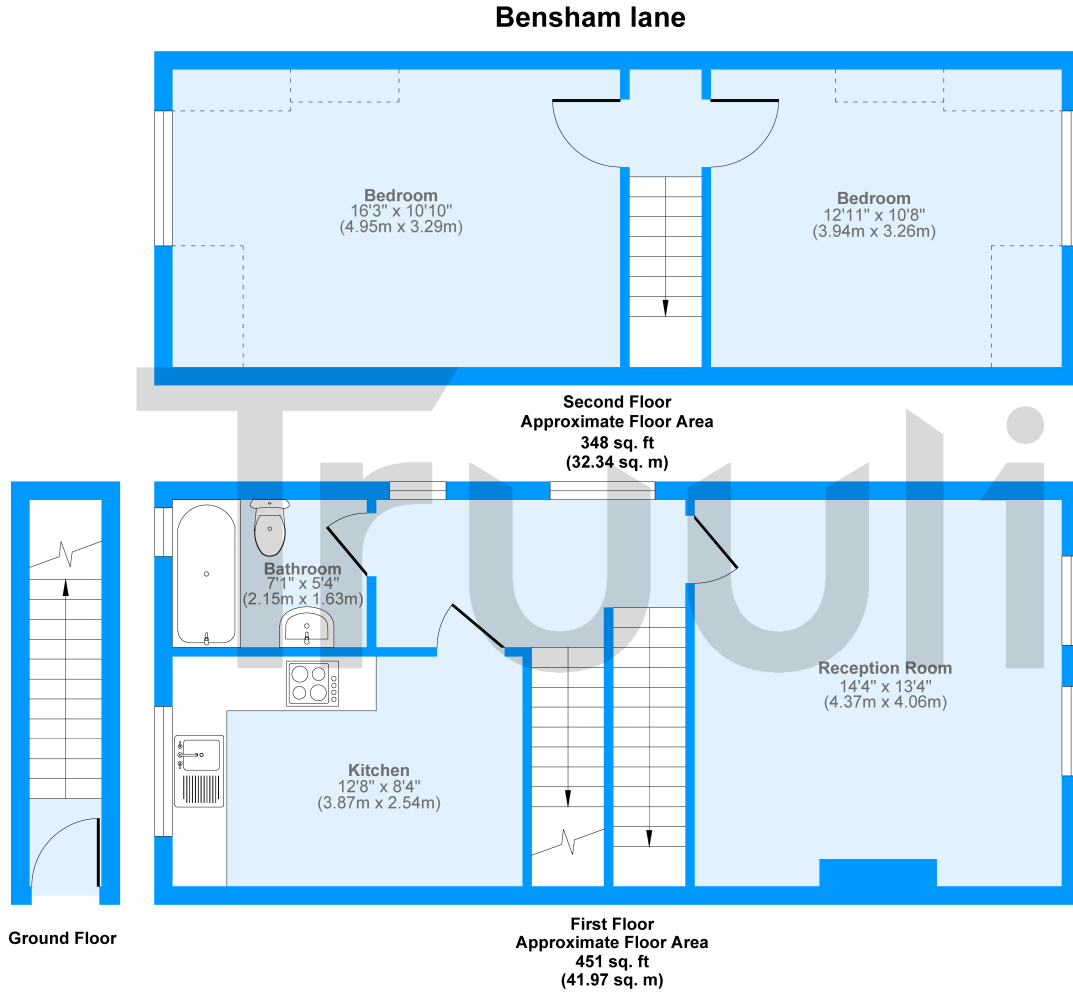 Bensham lane
Bedroom
16'3" x 10'10"
(4.95m x 3.29m)
Bedroom
12'11" x 10'8"
(3.94m x 3.26m)
Second Floor
Approximate Floor Area
348 sq. ft
(32.34 sq. m)
Truuli
Bathroom
7'1" x 5'4"
(2.15m x 1.63m)
Reception Room
14'4" x 13'4"
(4.37m x 4.06m)
Kitchen
12'8" x 8'4"
(3.87m x 2.54m)
Ground Floor
First Floor
Approximate Floor Area
451 sq. ft
(41.97 sq. m)